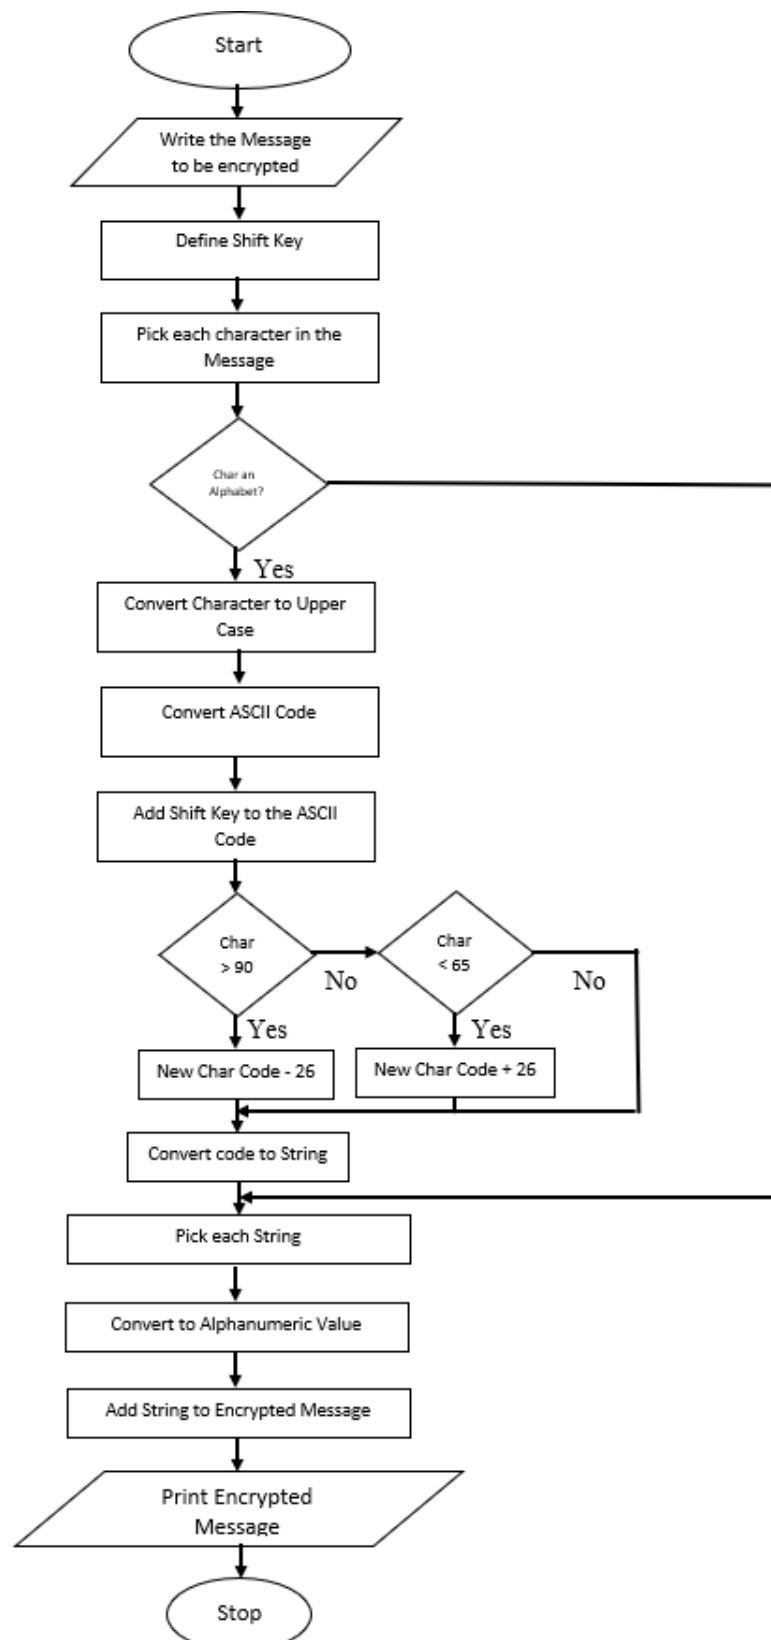 Start
Write the Message
to be encrypted
Define Shift Key
Pick each character in the
Message
Char an
Alphabet?
Yes
Convert Character to Upper
Case
Convert ASCII Code
Add Shift Key to the ASCII
Code
Char
> 90
No
Char
< 65
No
Yes
Yes
New Char Code - 26
New Char Code + 26
Convert code to String
Pick each String
Convert to Alphanumeric Value
Add String to Encrypted Message
Print Encrypted
Message
Stop